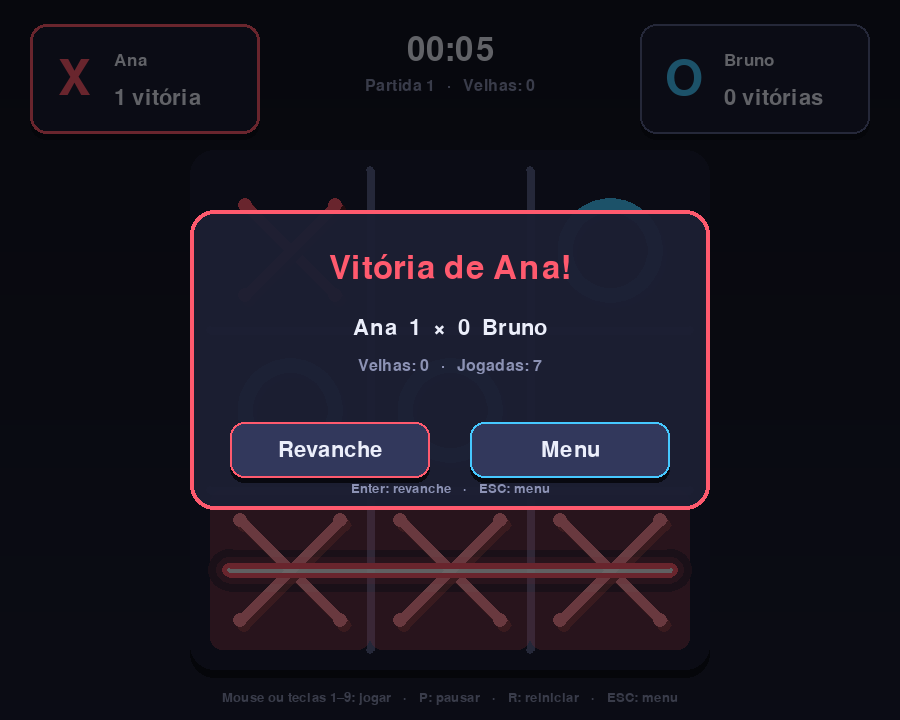 X
Ana
1 vitória
00:05
Partida 1 · Velhas: 0
O
Bruno
0 vitórias
Vitória de Ana!
Ana 1 × 0 Bruno
Velhas: 0 · Jogadas: 7
Revanche
Menu
Enter: revanche · ESC: menu
Mouse ou teclas 1–9: jogar · P: pausar · R: reiniciar · ESC: menu